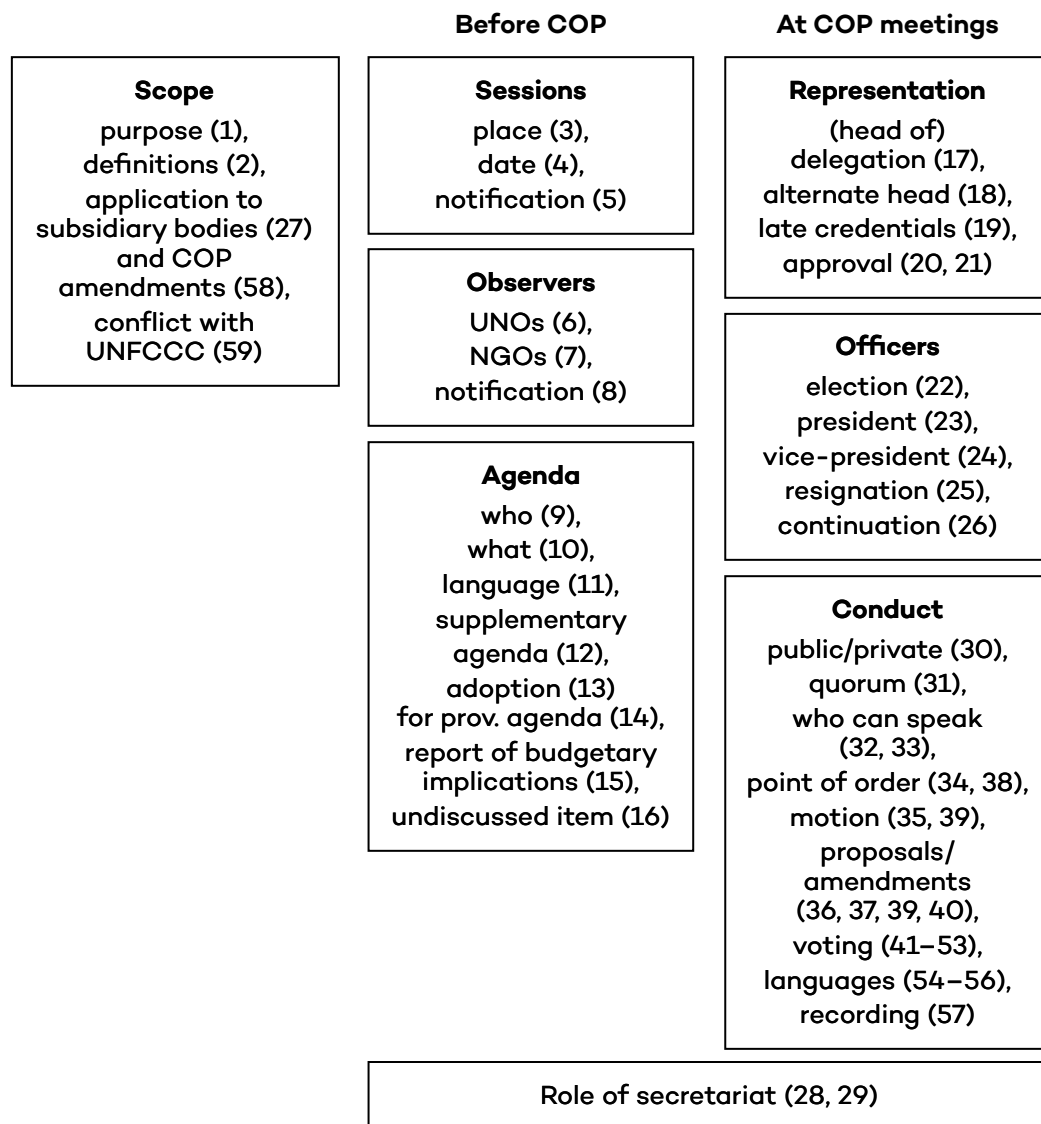 Before COP
At COP meetings
Scope
purpose (1),
definitions (2),
application to
subsidiary bodies (27)
and COP
amendments (58),
conflict with
UNFCCC (59)
Sessions
place (3),
date (4),
notification (5)
Observers
UNOs (6),
NGOs (7),
notification (8)
Agenda
who (9),
what (10),
language (11),
supplementary
agenda (12),
adoption (13)
for prov. agenda (14),
report of budgetary
implications (15),
undiscussed item (16)
Representation
(head of)
delegation (17),
alternate head (18),
late credentials (19),
approval (20, 21)
Officers
election (22),
president (23),
vice-president (24),
resignation (25),
continuation (26)
Conduct
public/private (30),
quorum (31),
who can speak
(32, 33),
point of order (34, 38),
motion (35, 39),
proposals/
amendments
(36, 37, 39, 40),
voting (41–53),
languages (54–56),
recording (57)
Role of secretariat (28, 29)